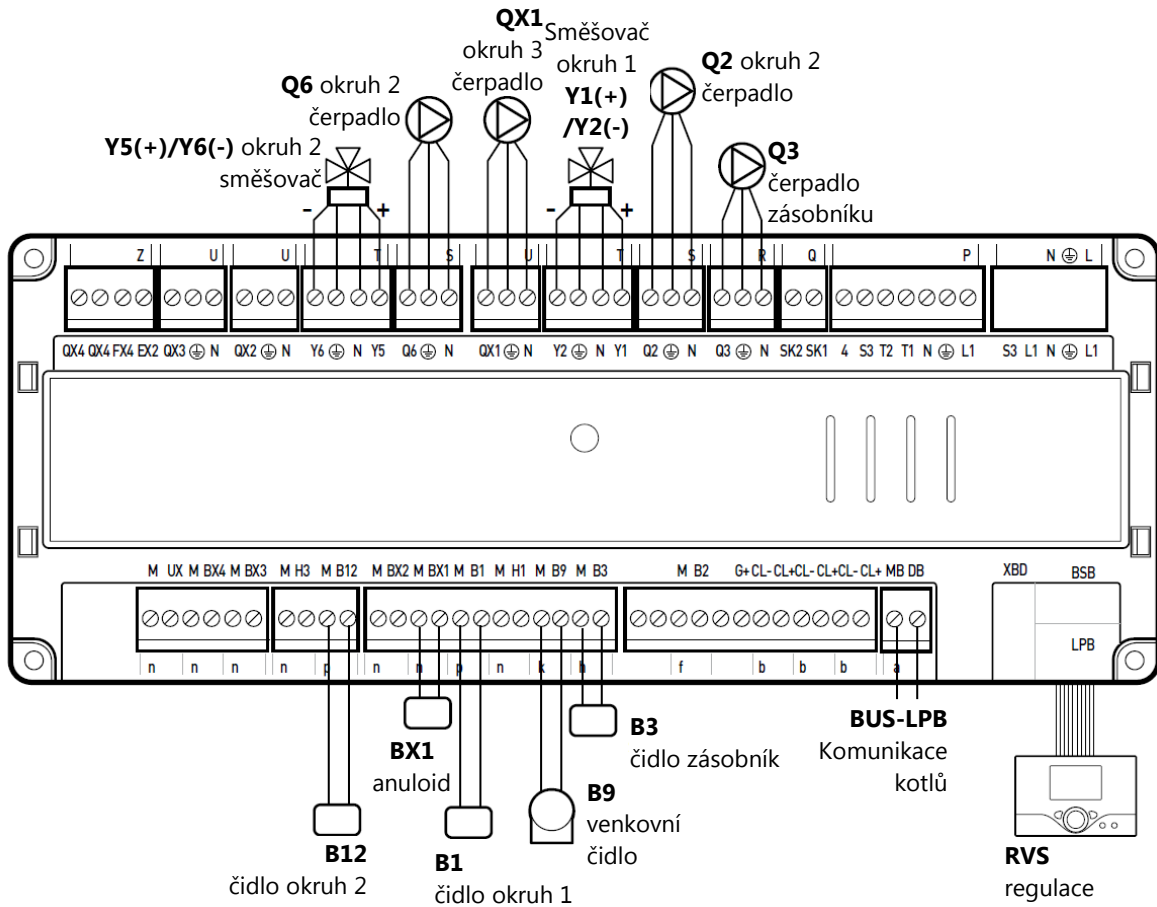 QX1
okruh 3
čerpadlo
Směšovač
okruh 1
Y1(+)
/Y2(-)
Q2 okruh 2
čerpadlo
Q6 okruh 2
čerpadlo
Y5(+)/Y6(-) okruh 2
směšovač
Q3
čerpadlo
zásobníku
- + - +
Z U U T S U T S R Q P N L
QX4 QX4 FX4 EX2 QX3 N QX2 N Y6 N Y5 Q6 N QX1 N Y2 N Y1 Q2 N Q3 N SK2 SK1 4 S3 T2 T1 N L1 S3 L1 N L1
M UX M BX4 M BX3 M H3 M B12 M BX2 M BX1 M B1 M H1 M B9 M B3 M B2 G+ CL- CL+ CL- CL+ CL- CL+ MB DB XBD BSB
LPB
n n n n p n n p n k h f b b b a
BX1
anuloid
B3
čidlo zásobník
BUS-LPB
Komunikace
kotlů
B9
venkovní
čidlo
B12
čidlo okruh 2
B1
čidlo okruh 1
RVS
regulace